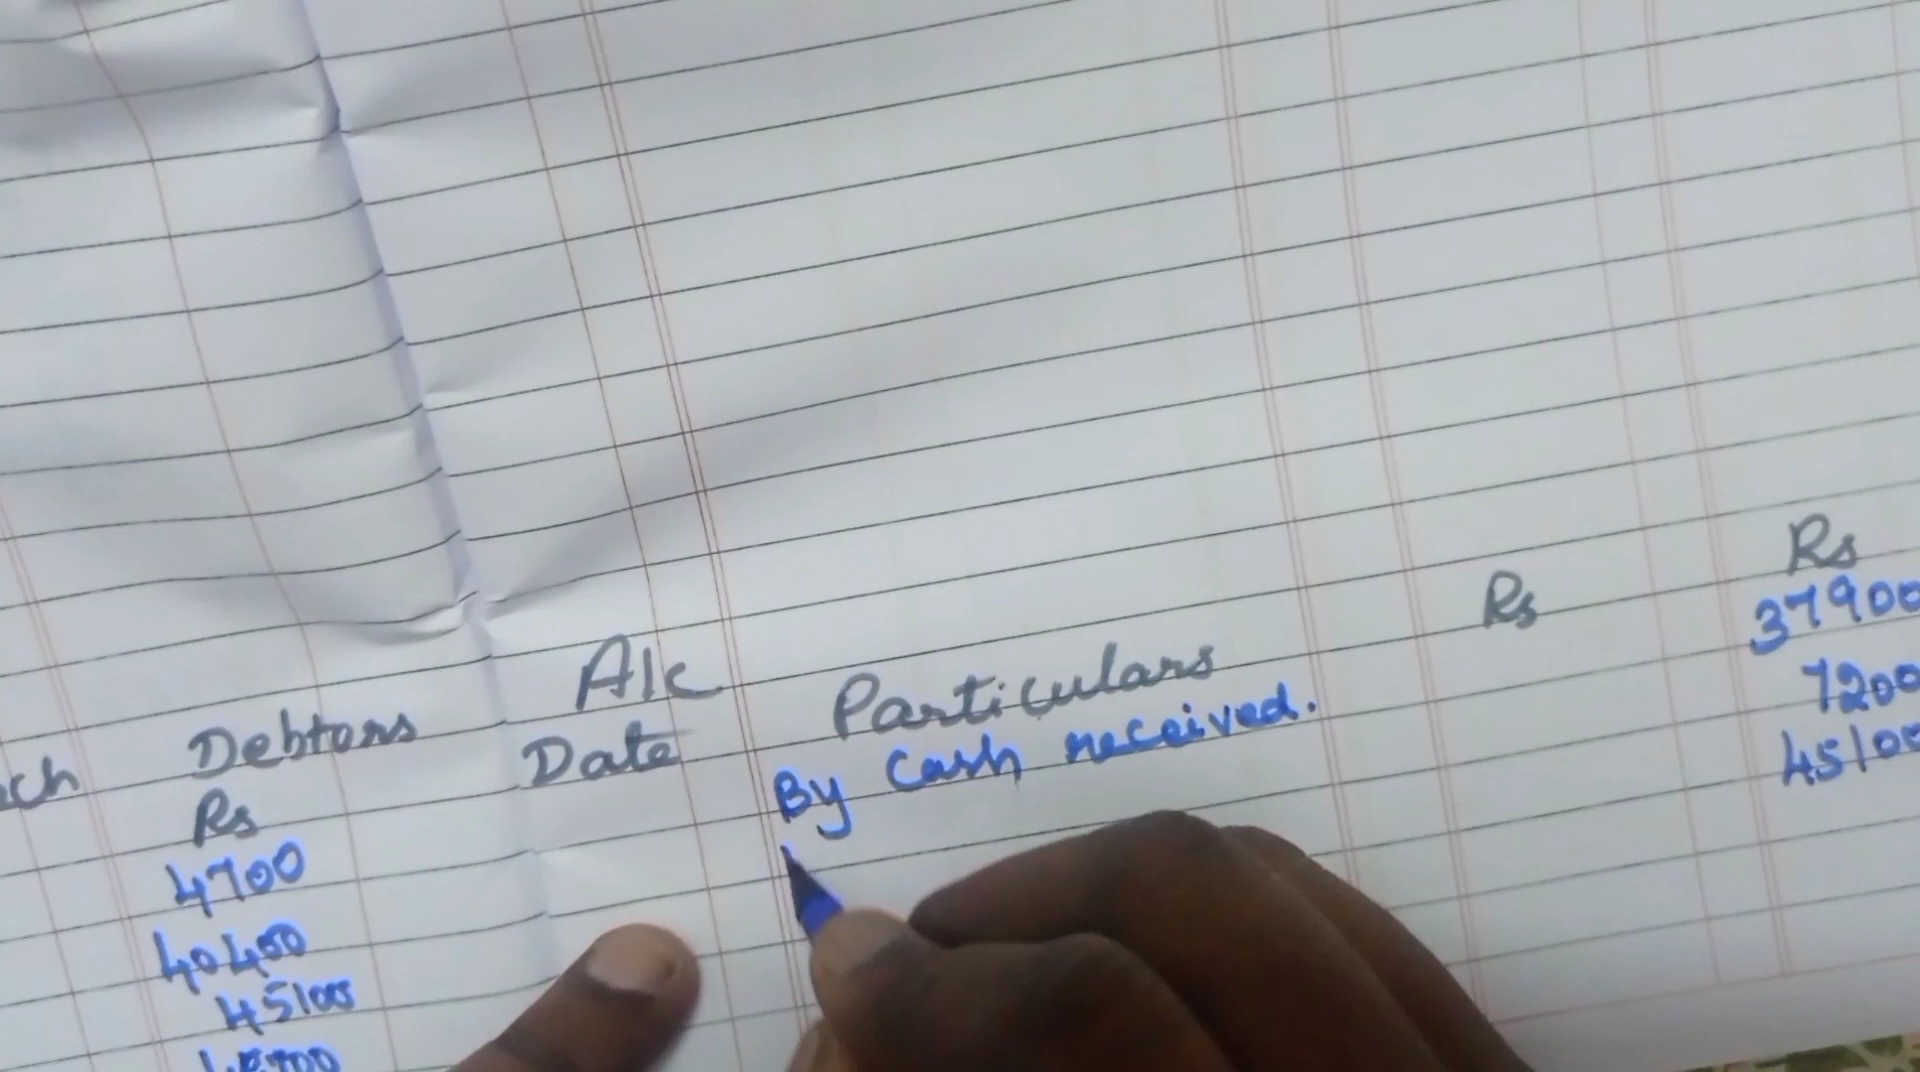 Debtors A/c
Rs
4700
40400
45100
Date Particulars Rs Rs
By Cash received. 37900
7200
45100